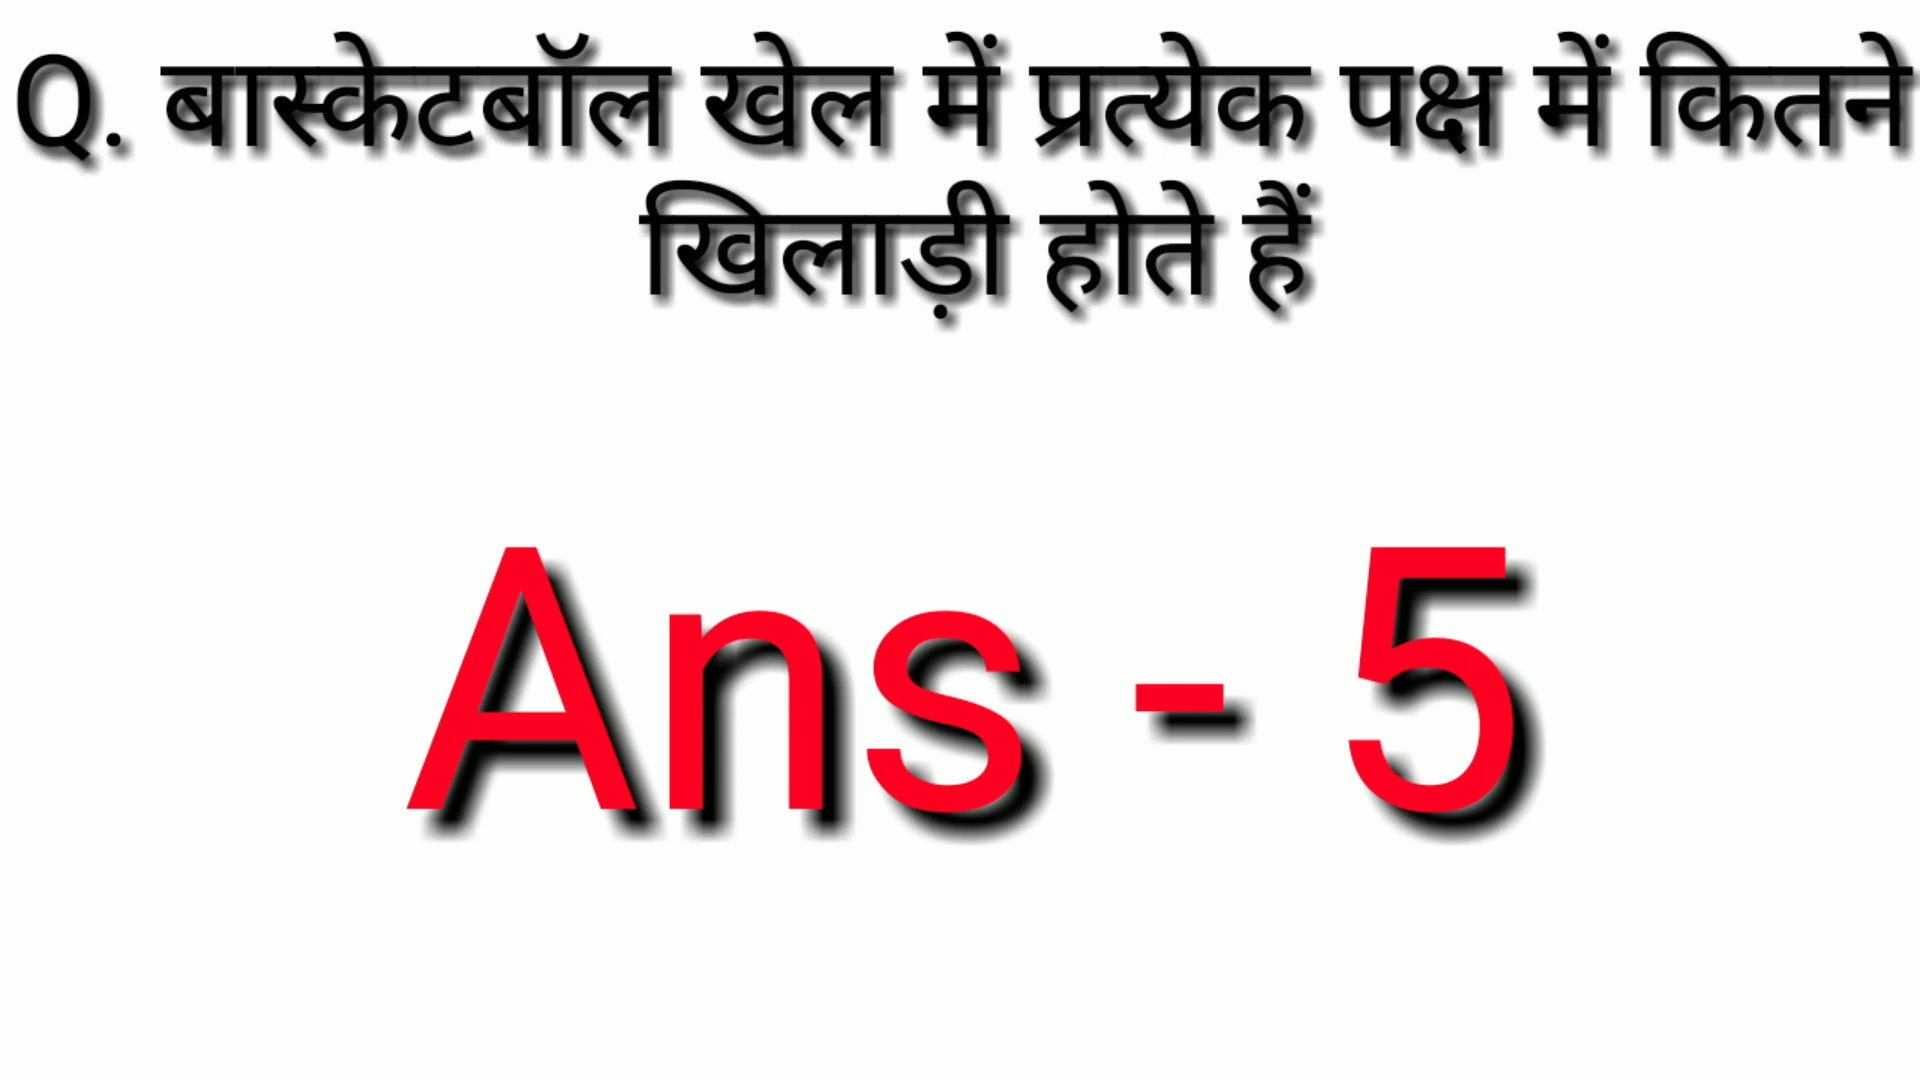 Q. बास्केटबॉल खेल में प्रत्येक पक्ष में कितने
खिलाड़ी होते हैं
Ans - 5